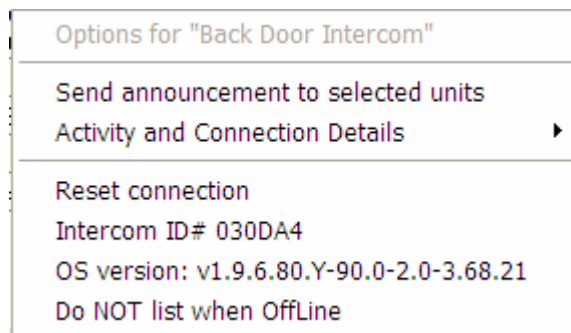 Options for "Back Door Intercom"
Send announcement to selected units
Activity and Connection Details
Reset connection
Intercom ID# 030DA4
OS version: v1.9.6.80.Y-90.0-2.0-3.68.21
Do NOT list when OffLine